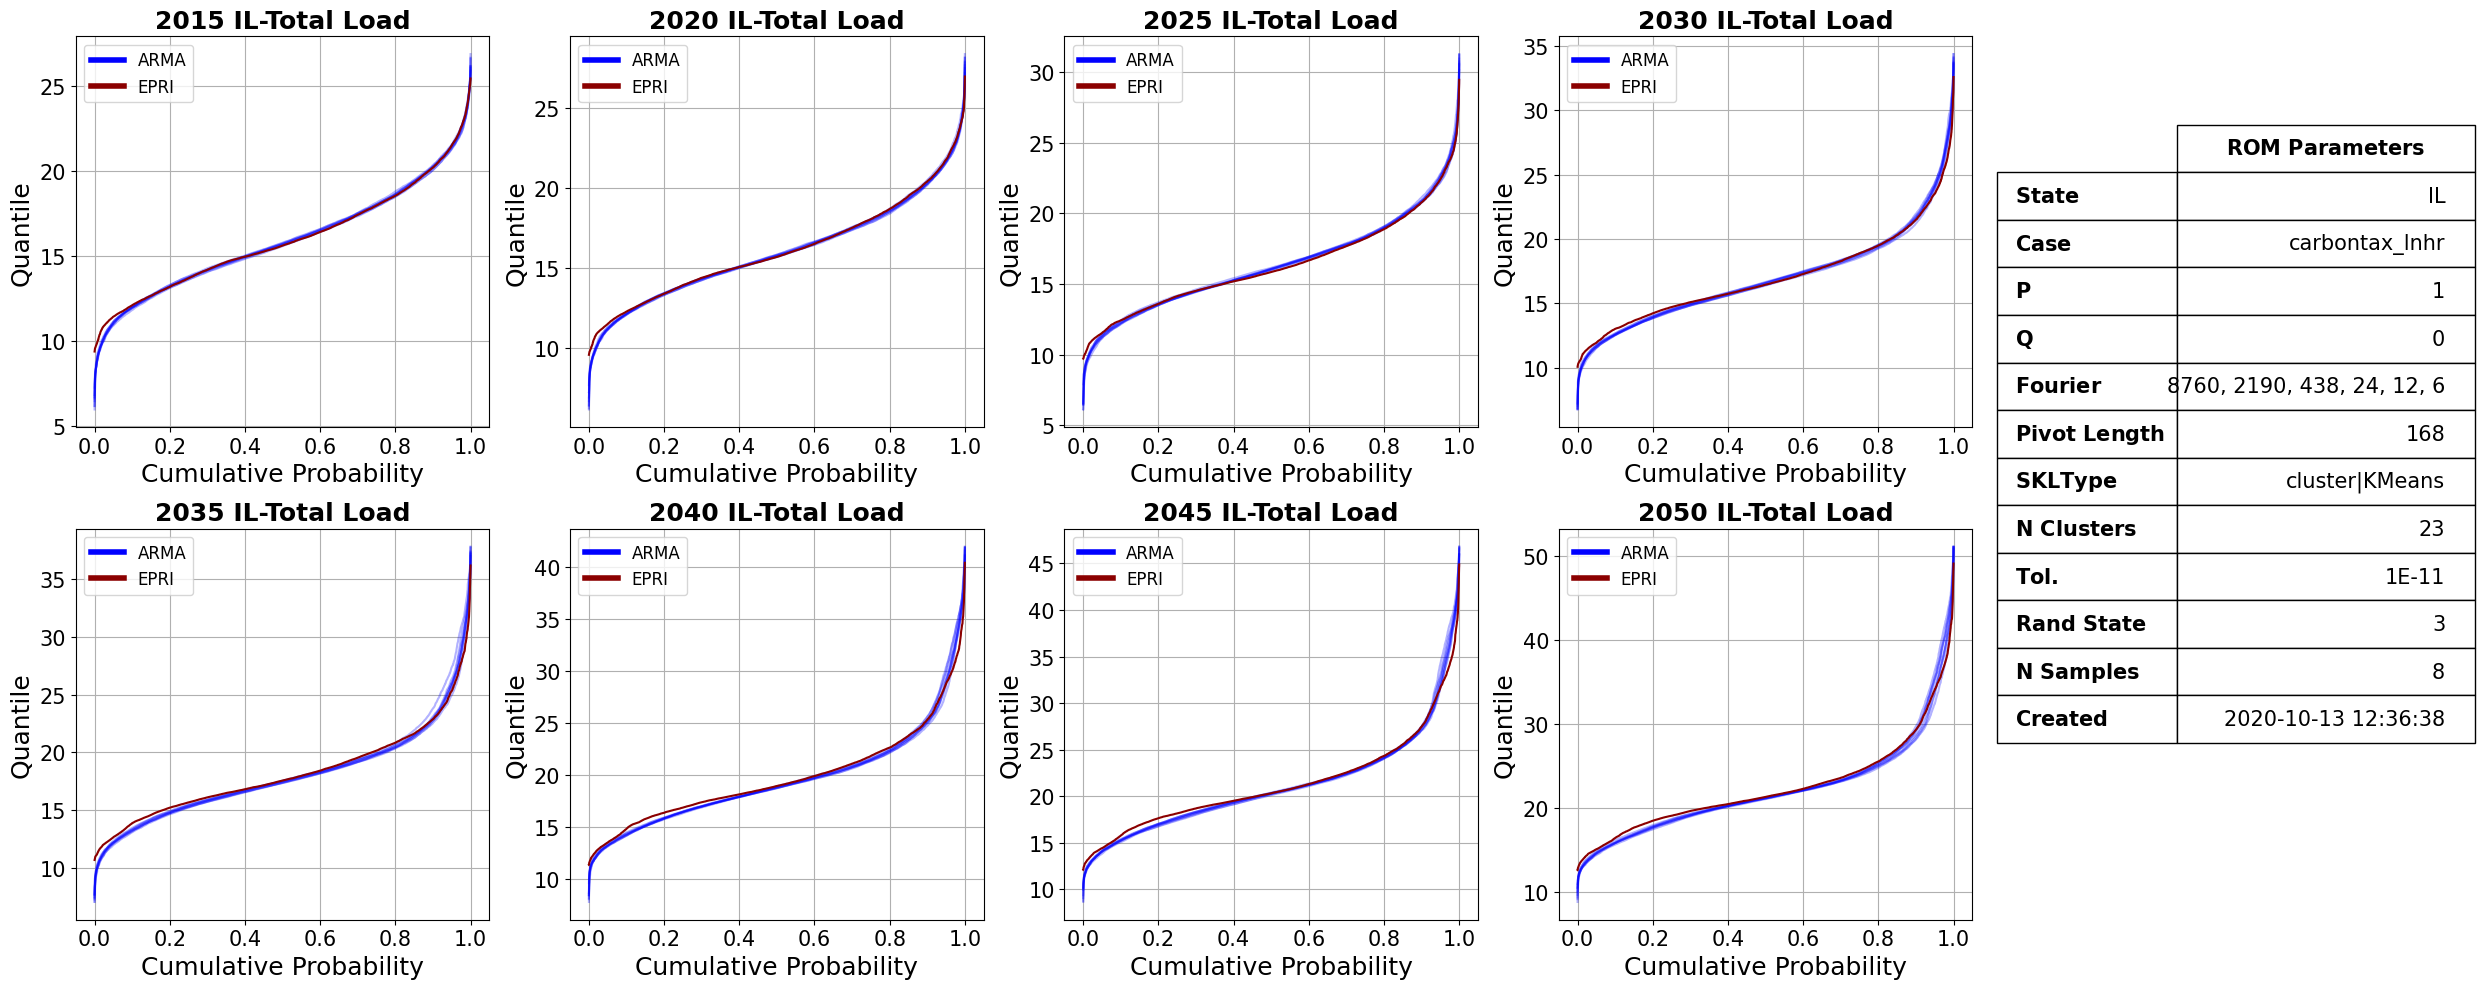 2015 IL-Total Load
ARMA
EPRI
25
20
15
10
5
0.0 0.2 0.4 0.6 0.8 1.0
Cumulative Probability
Quantile
2020 IL-Total Load
ARMA
EPRI
25
20
15
10
0.0 0.2 0.4 0.6 0.8 1.0
Cumulative Probability
Quantile
2025 IL-Total Load
ARMA
EPRI
30
25
20
15
10
5
0.0 0.2 0.4 0.6 0.8 1.0
Cumulative Probability
Quantile
2030 IL-Total Load
ARMA
EPRI
35
30
25
20
15
10
0.0 0.2 0.4 0.6 0.8 1.0
Cumulative Probability
Quantile
2035 IL-Total Load
ARMA
EPRI
35
30
25
20
15
10
0.0 0.2 0.4 0.6 0.8 1.0
Cumulative Probability
Quantile
2040 IL-Total Load
ARMA
EPRI
40
35
30
25
20
15
10
0.0 0.2 0.4 0.6 0.8 1.0
Cumulative Probability
Quantile
2045 IL-Total Load
ARMA
EPRI
45
40
35
30
25
20
15
10
0.0 0.2 0.4 0.6 0.8 1.0
Cumulative Probability
Quantile
2050 IL-Total Load
ARMA
EPRI
50
40
30
20
10
0.0 0.2 0.4 0.6 0.8 1.0
Cumulative Probability
Quantile
ROM Parameters
State IL
Case carbontax_lnhr
P 1
Q 0
Fourier 8760, 2190, 438, 24, 12, 6
Pivot Length 168
SKLType cluster|KMeans
N Clusters 23
Tol. 1E-11
Rand State 3
N Samples 8
Created 2020-10-13 12:36:38